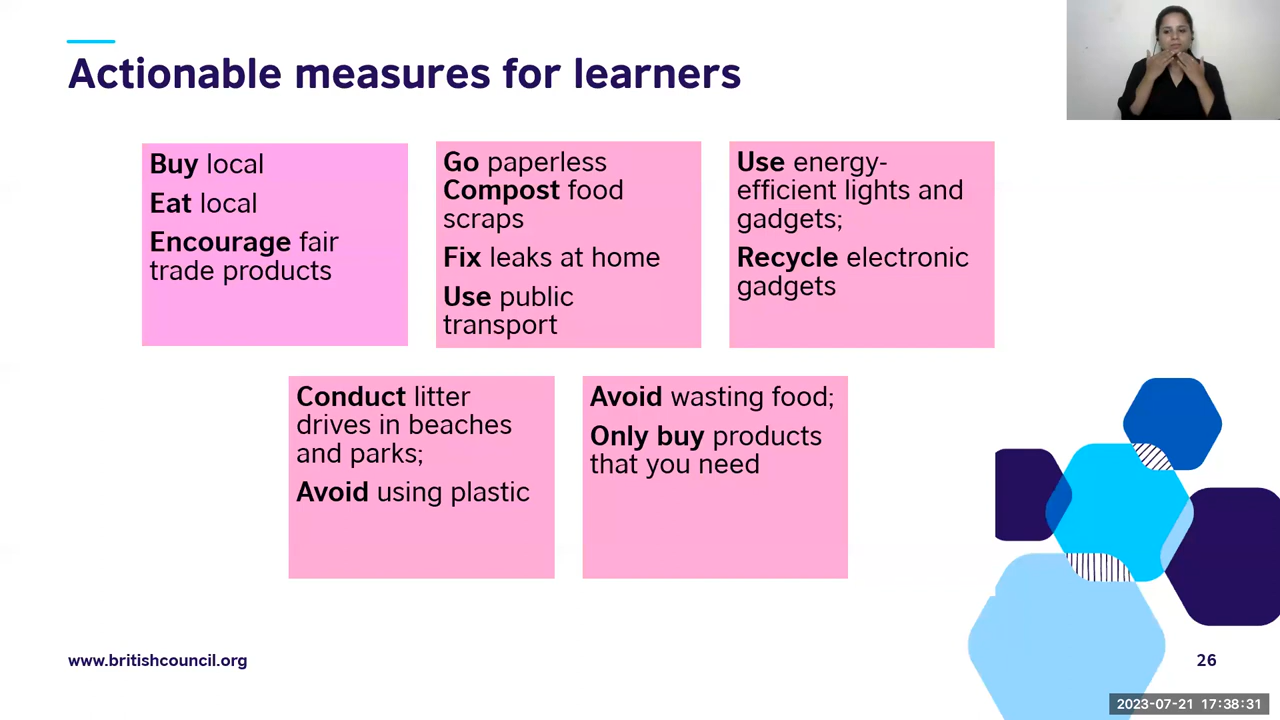 Actionable measures for learners
Buy local
Eat local
Encourage fair
trade products
Go paperless
Compost food
scraps
Fix leaks at home
Use public
transport
Use energy-
efficient lights and
gadgets;
Recycle electronic
gadgets
Conduct litter
drives in beaches
and parks;
Avoid using plastic
Avoid wasting food;
Only buy products
that you need
www.britishcouncil.org
26
2023-07-21 17:38:31